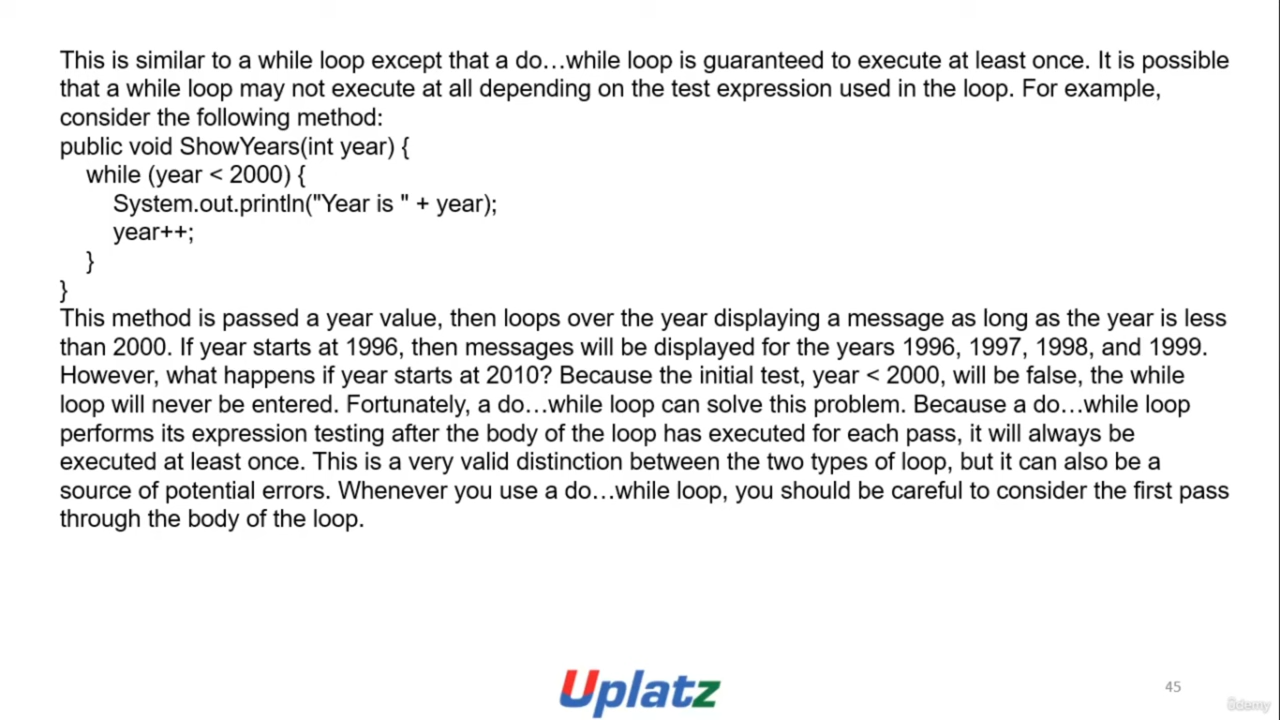 This is similar to a while loop except that a do…while loop is guaranteed to execute at least once. It is possible
that a while loop may not execute at all depending on the test expression used in the loop. For example,
consider the following method:
public void ShowYears(int year) {
while (year < 2000) {
System.out.println("Year is " + year);
year++;
}
}
This method is passed a year value, then loops over the year displaying a message as long as the year is less
than 2000. If year starts at 1996, then messages will be displayed for the years 1996, 1997, 1998, and 1999.
However, what happens if year starts at 2010? Because the initial test, year < 2000, will be false, the while
loop will never be entered. Fortunately, a do…while loop can solve this problem. Because a do…while loop
performs its expression testing after the body of the loop has executed for each pass, it will always be
executed at least once. This is a very valid distinction between the two types of loop, but it can also be a
source of potential errors. Whenever you use a do…while loop, you should be careful to consider the first pass
through the body of the loop.
Uplatz
45
ûdemy